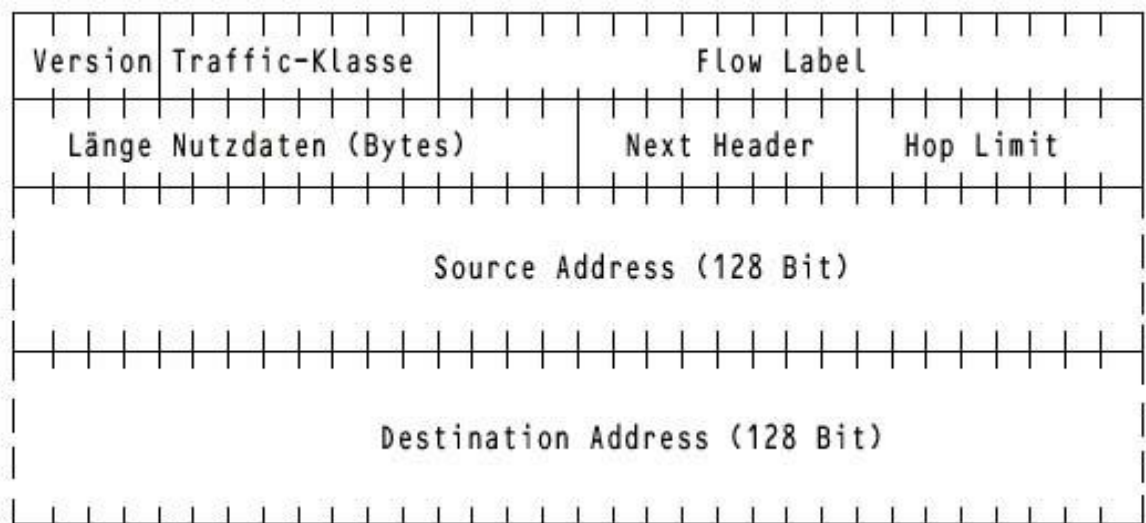 Version Traffic-Klasse Flow Label
Länge Nutzdaten (Bytes) Next Header Hop Limit
Source Address (128 Bit)
Destination Address (128 Bit)